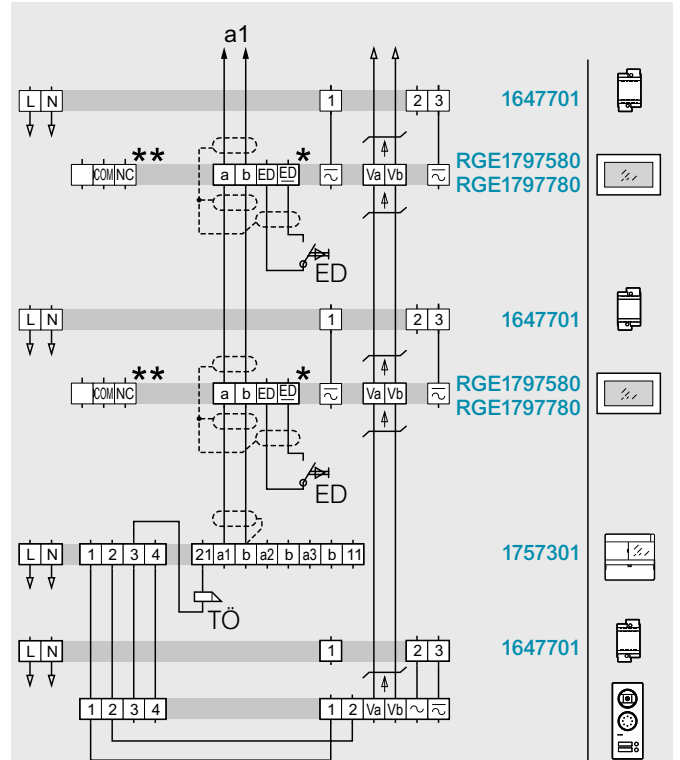 a1
L N 1 2 3 1647701
COM NC ** a b ED ED * Va Vb RGE1797580
RGE1797780
ED
L N 1 2 3 1647701
COM NC ** a b ED ED * Va Vb RGE1797580
RGE1797780
ED
L N 1 2 3 4 21 a1 b a2 b a3 b 11 1757301
TÖ
L N 1 2 3 1647701
1 2 3 4 1 2 Va Vb